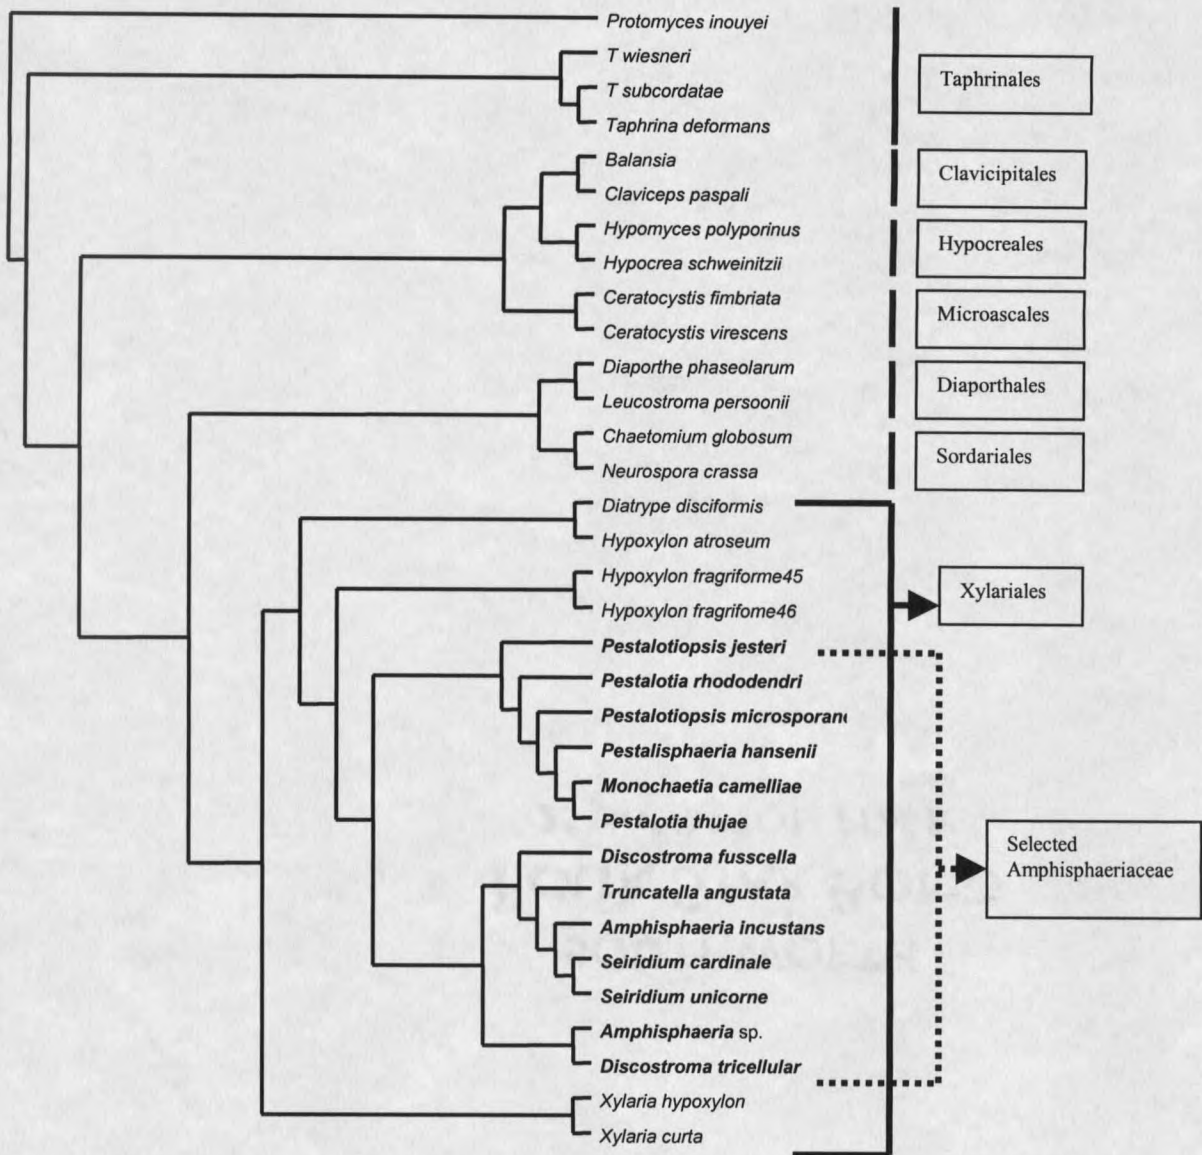 Protomyces inouyei
T wiesneri
T subcordatae
Taphrina deformans
Taphrinales
Balansia
Claviceps paspali
Clavicipitales
Hypomyces polyporinus
Hypocrea schweinitzii
Hypocreales
Ceratocystis fimbriata
Ceratocystis virescens
Microascales
Diaporthe phaseolarum
Leucostroma persoonii
Diaporthales
Chaetomium globosum
Neurospora crassa
Sordariales
Diatrype disciformis
Hypoxylon atroseum
Hypoxylon fragriforme45
Hypoxylon fragrifome46
Xylariales
Pestalotiopsis jesteri
Pestalotia rhododendri
Pestalotiopsis microsporan
Pestalisphaeria hansenii
Monochaetia camelliae
Pestalotia thujae
Discostroma fusscella
Truncatella angustata
Amphisphaeria incustans
Seiridium cardinale
Seiridium unicorne
Amphisphaeria sp.
Discostroma tricellular
Selected
Amphisphaeriaceae
Xylaria hypoxylon
Xylaria curta